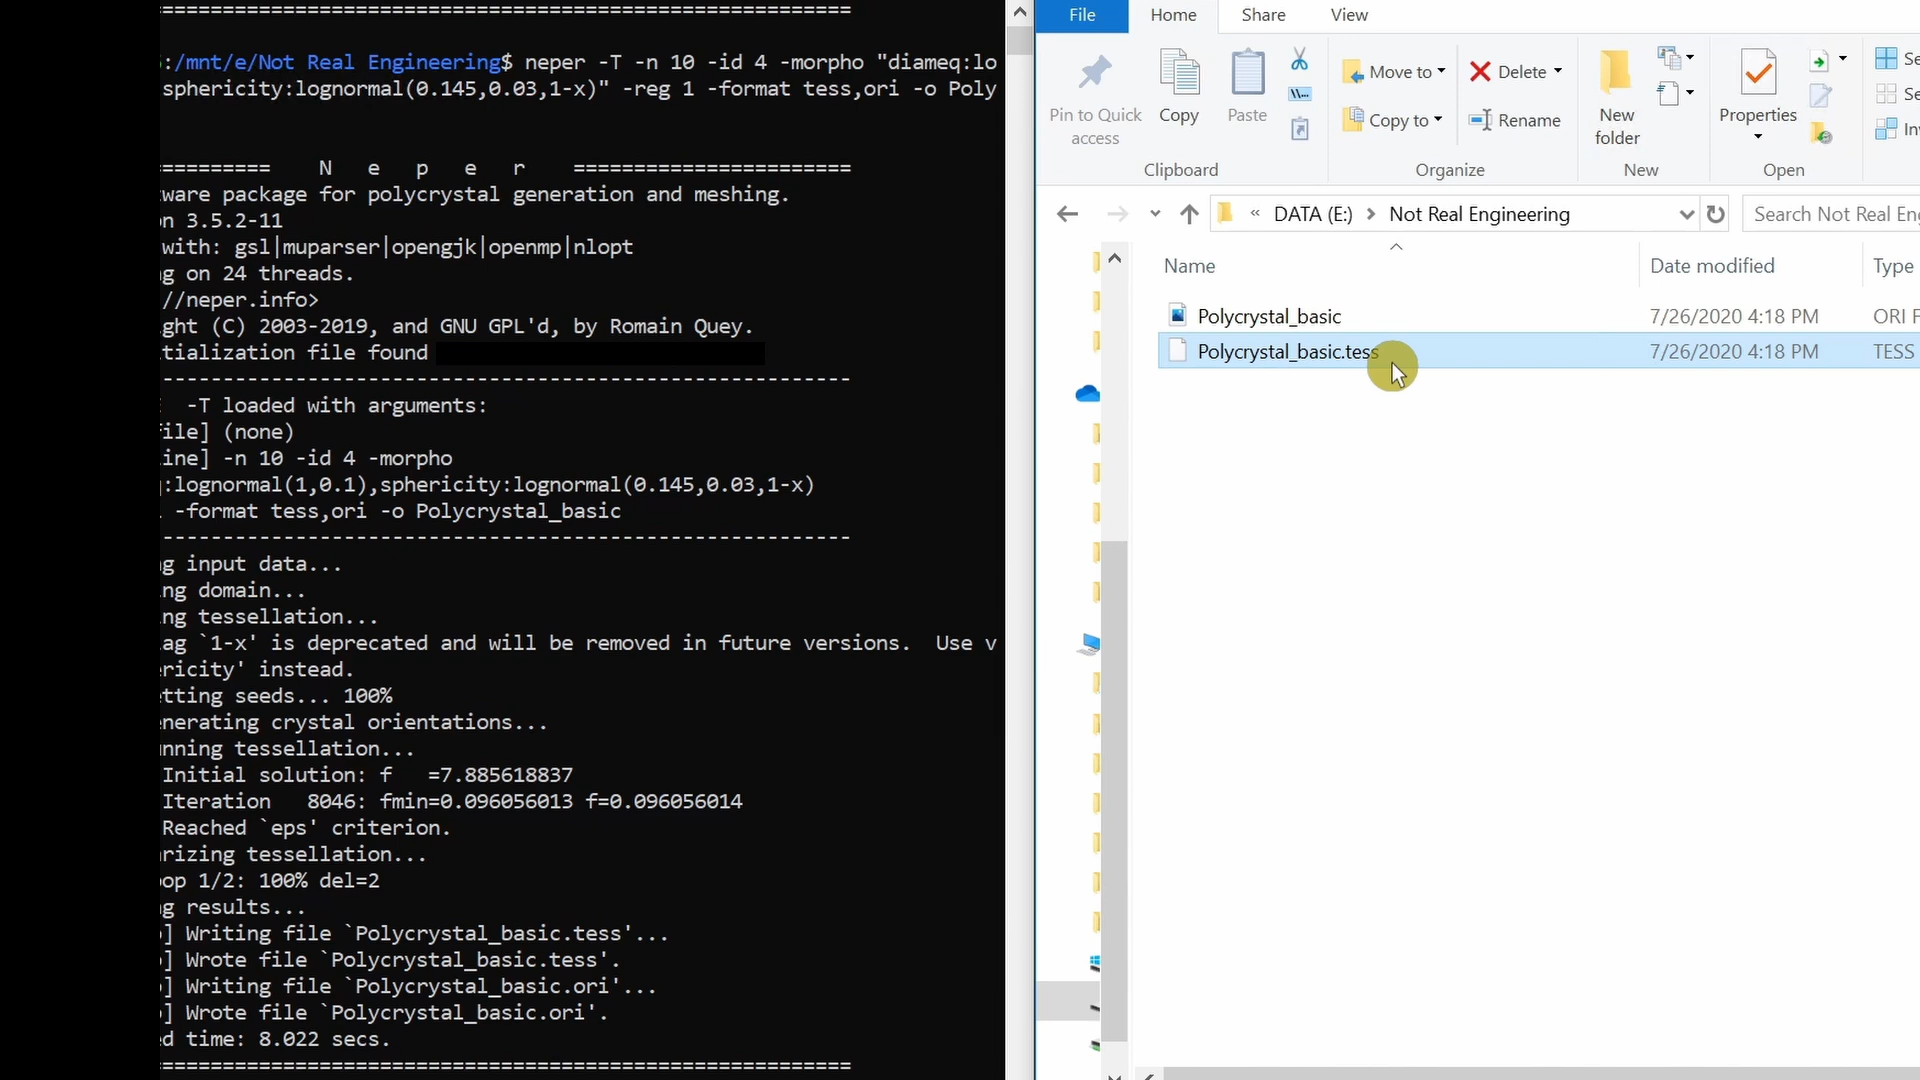 :/mnt/e/Not Real Engineering$ neper -T -n 10 -id 4 -morpho "diameq:lo
sphericity:lognormal(0.145,0.03,1-x)" -reg 1 -format tess,ori -o Poly
========= N e p e r =======================
ware package for polycrystal generation and meshing.
n 3.5.2-11
with: gsl|muparser|opengjk|openmp|nlopt
g on 24 threads.
//neper.info>
ght (C) 2003-2019, and GNU GPL'd, by Romain Quey.
tialization file found
---------------------------------------------------------
-T loaded with arguments:
ile] (none)
ine] -n 10 -id 4 -morpho
:lognormal(1,0.1),sphericity:lognormal(0.145,0.03,1-x)
-format tess,ori -o Polycrystal_basic
---------------------------------------------------------
g input data...
ng domain...
ng tessellation...
ag `1-x' is deprecated and will be removed in future versions.  Use v
ericity' instead.
etting seeds... 100%
enerating crystal orientations...
unning tessellation...
Initial solution: f   =7.885618837
Iteration   8046: fmin=0.096056013 f=0.096056014
Reached `eps' criterion.
rizing tessellation...
oop 1/2: 100% del=2
g results...
] Writing file `Polycrystal_basic.tess'...
] Wrote file `Polycrystal_basic.tess'.
] Writing file `Polycrystal_basic.ori'...
] Wrote file `Polycrystal_basic.ori'.
d time: 8.022 secs.
=========================================================
File Home Share View
Pin to Quick access
Copy
Paste
Clipboard
Move to
Copy to
Delete
Rename
Organize
New folder
New
Properties
Open
Se
Se
Inv
« DATA (E:) > Not Real Engineering
Search Not Real En
Name Date modified Type
Polycrystal_basic 7/26/2020 4:18 PM ORI F
Polycrystal_basic.tess 7/26/2020 4:18 PM TESS